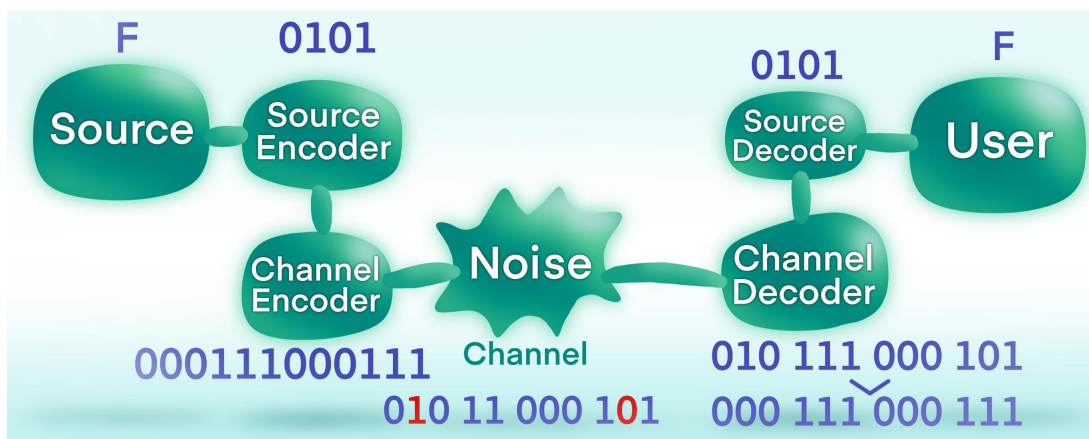 F
0101
Source
Source
Encoder
Channel
Encoder
000111000111
Noise
Channel
010 11 000 101
0101
F
Source
Decoder
User
Channel
Decoder
010 111 000 101
000 111 000 111